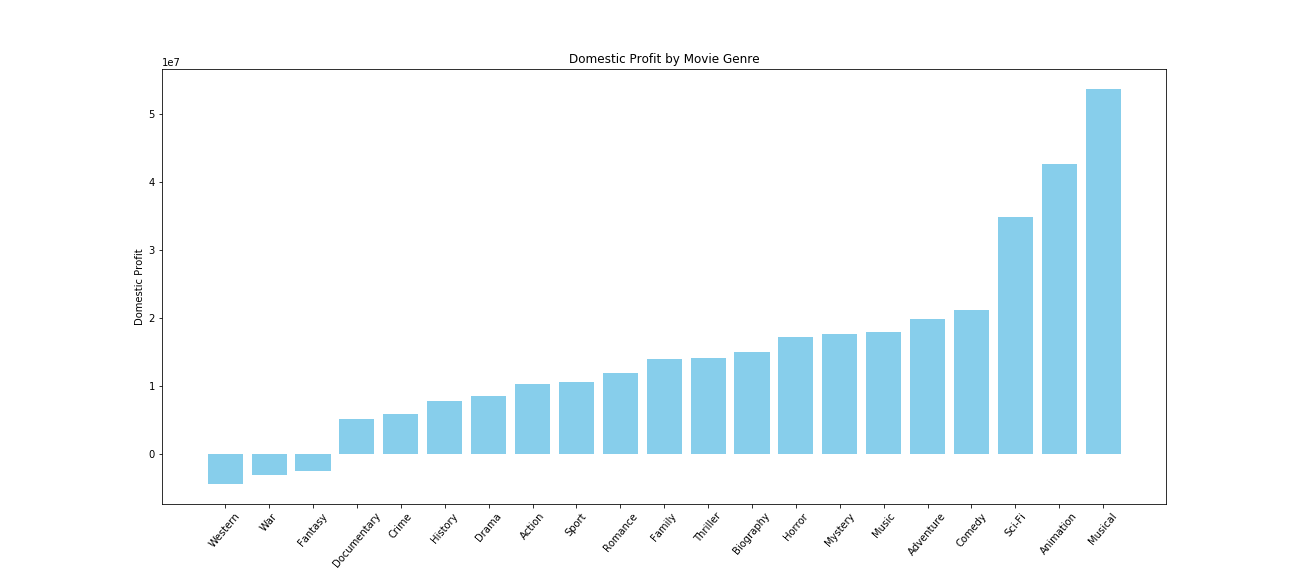 Domestic Profit by Movie Genre
1e7
5
4
3
2
1
0
Domestic Profit
Western
War
Fantasy
Documentary
Crime
History
Drama
Action
Sport
Romance
Family
Thriller
Biography
Horror
Mystery
Music
Adventure
Comedy
Sci-Fi
Animation
Musical